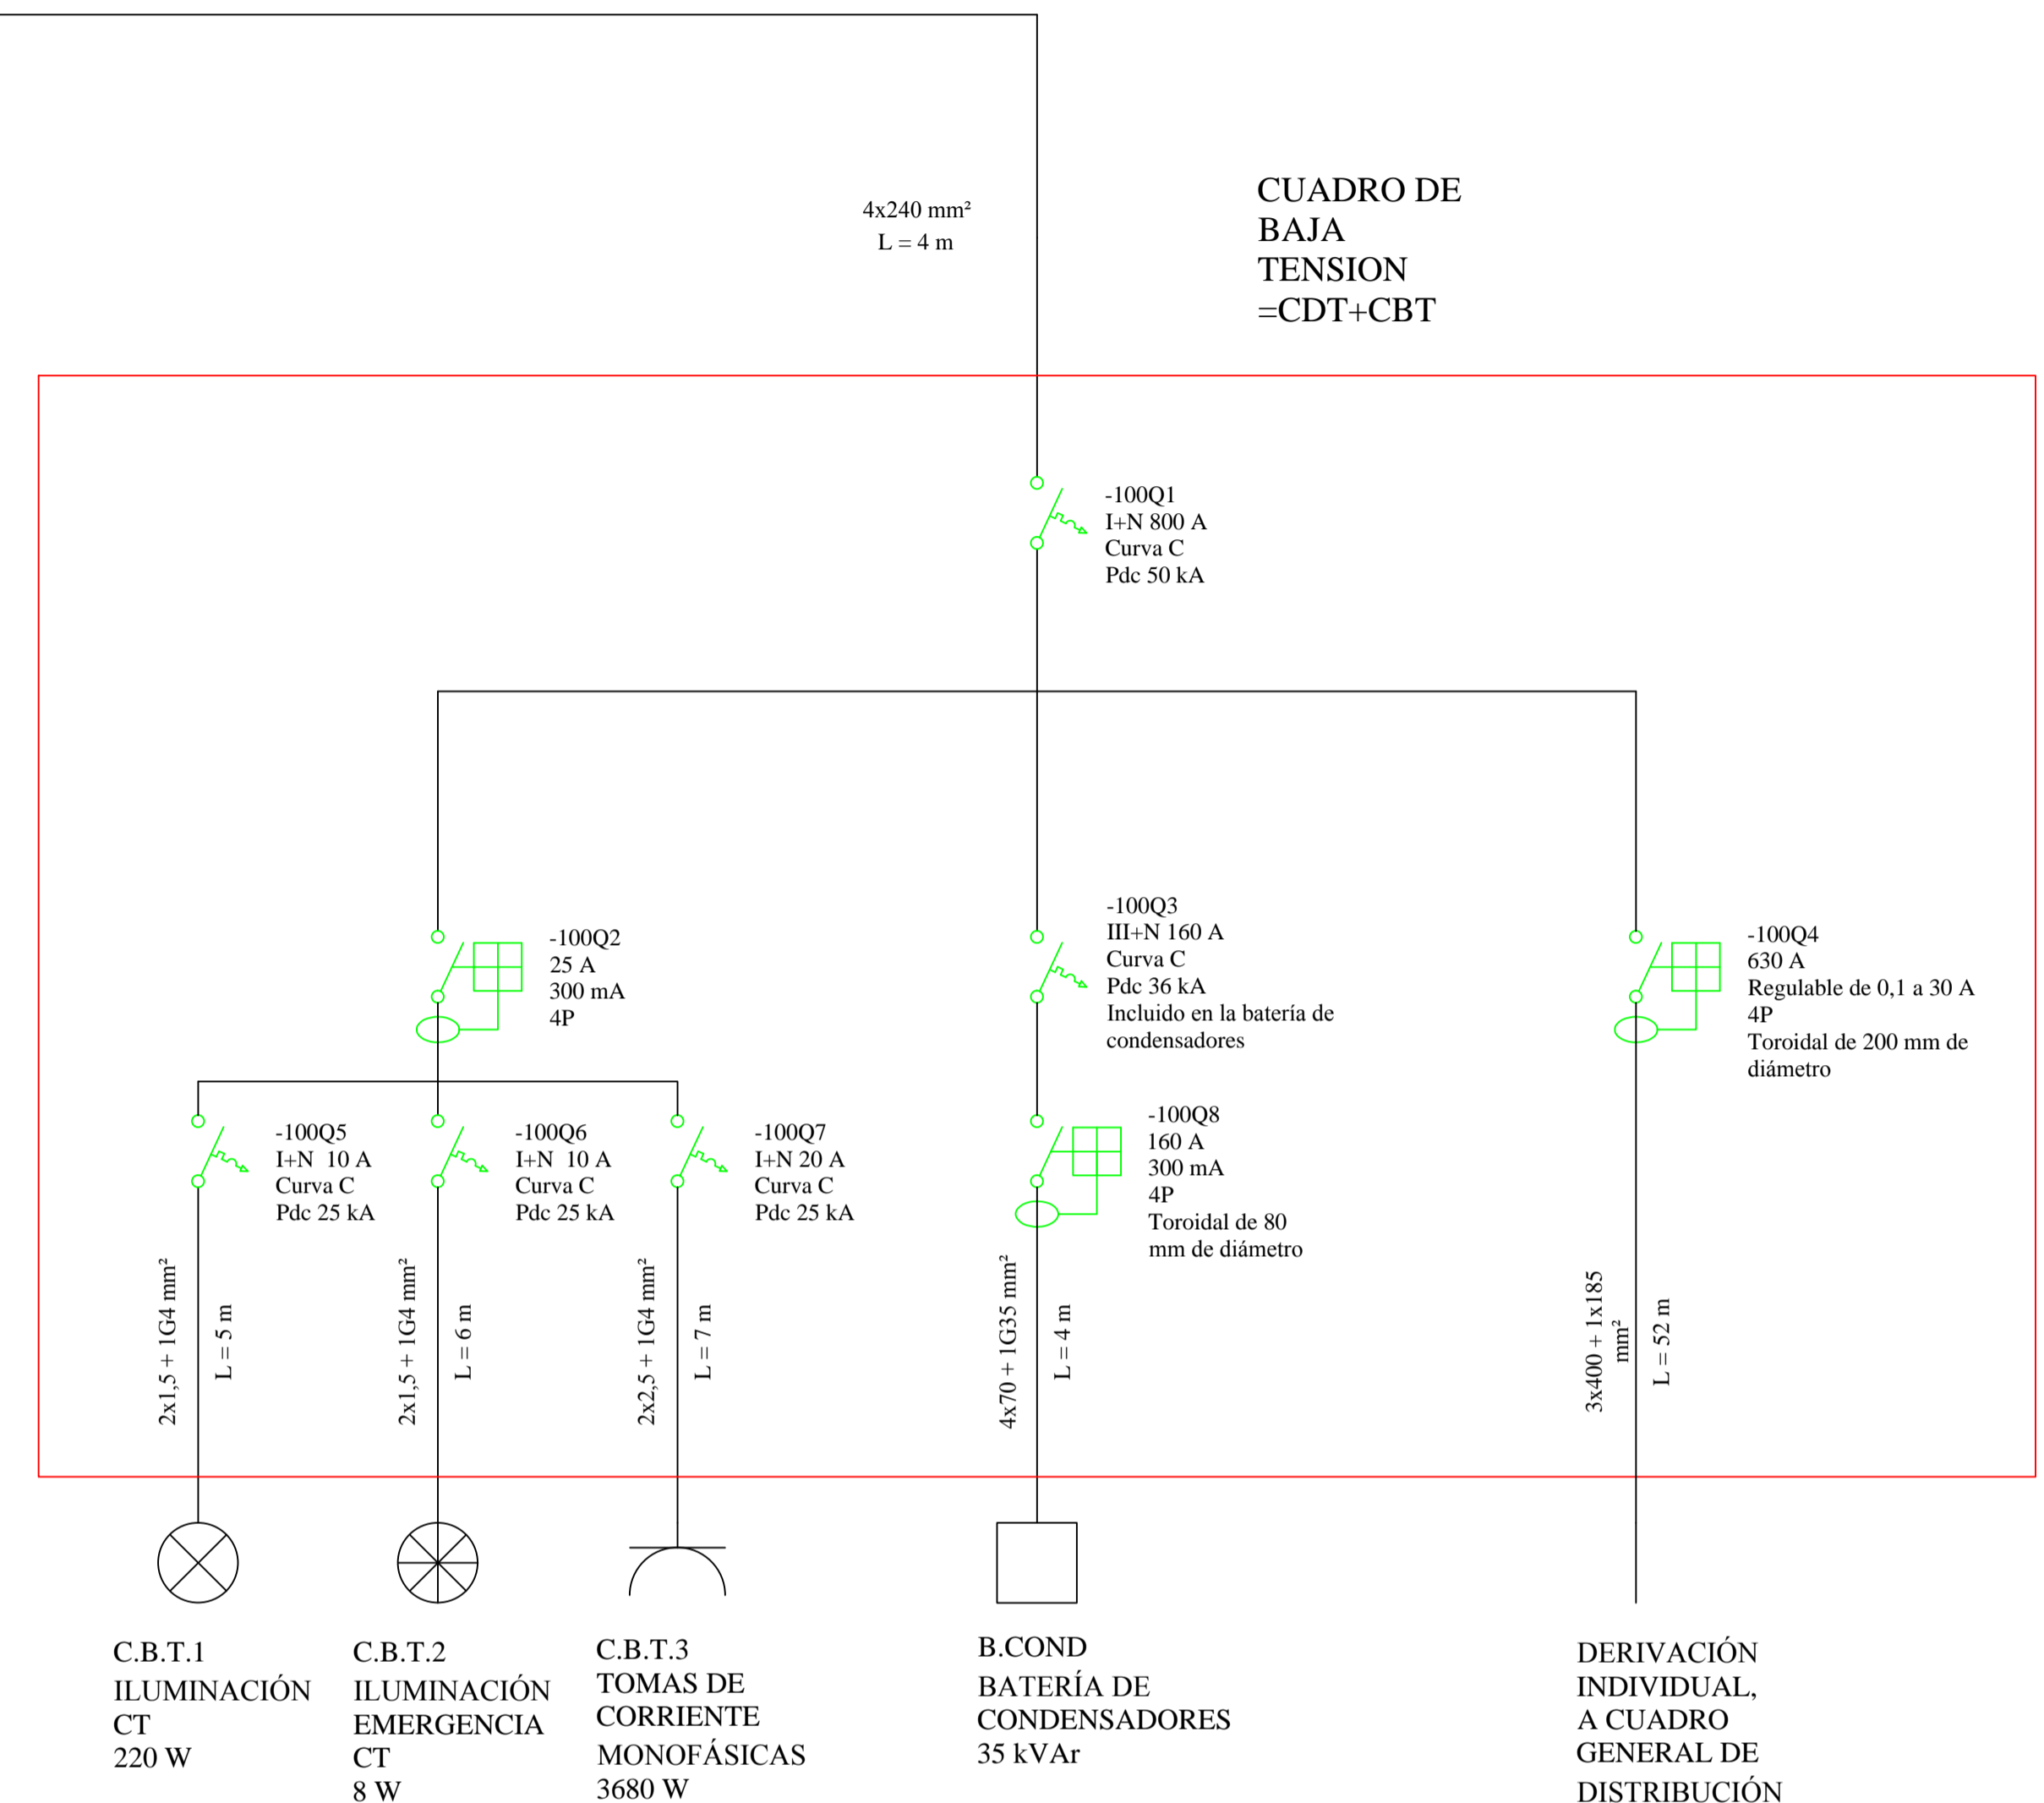 4x240 mm²
L = 4 m
CUADRO DE
BAJA
TENSION
=CDT+CBT
-100Q1
I+N 800 A
Curva C
Pdc 50 kA
-100Q2
25 A
300 mA
4P
-100Q3
III+N 160 A
Curva C
Pdc 36 kA
Incluido en la batería de
condensadores
-100Q4
630 A
Regulable de 0,1 a 30 A
4P
Toroidal de 200 mm de
diámetro
-100Q5
I+N 10 A
Curva C
Pdc 25 kA
-100Q6
I+N 10 A
Curva C
Pdc 25 kA
-100Q7
I+N 20 A
Curva C
Pdc 25 kA
-100Q8
160 A
300 mA
4P
Toroidal de 80
mm de diámetro
2x1,5 + 1G4 mm²
L = 5 m
2x1,5 + 1G4 mm²
L = 6 m
2x2,5 + 1G4 mm²
L = 7 m
4x70 + 1G35 mm²
L = 4 m
3x400 + 1x185
mm²
L = 52 m
C.B.T.1
ILUMINACIÓN
CT
220 W
C.B.T.2
ILUMINACIÓN
EMERGENCIA
CT
8 W
C.B.T.3
TOMAS DE
CORRIENTE
MONOFÁSICAS
3680 W
B.COND
BATERÍA DE
CONDENSADORES
35 kVAr
DERIVACIÓN
INDIVIDUAL,
A CUADRO
GENERAL DE
DISTRIBUCIÓN